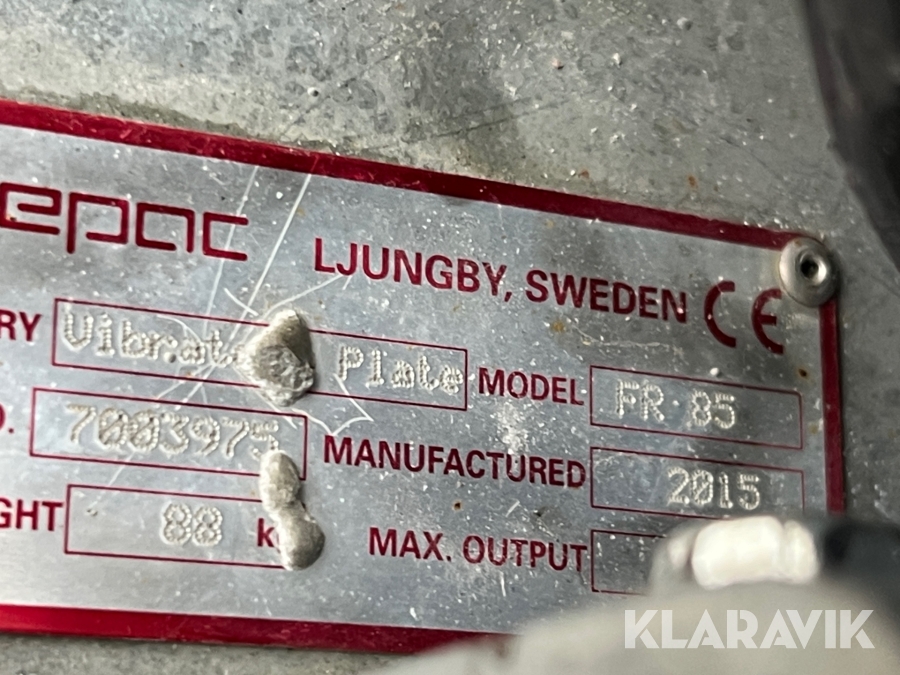 epac LJUNGBY, SWEDEN CE
RY Vibrat Plate MODEL FR 85
O. 7003975 MANUFACTURED 2015
GHT 88 k MAX. OUTPUT
KLARAVIK